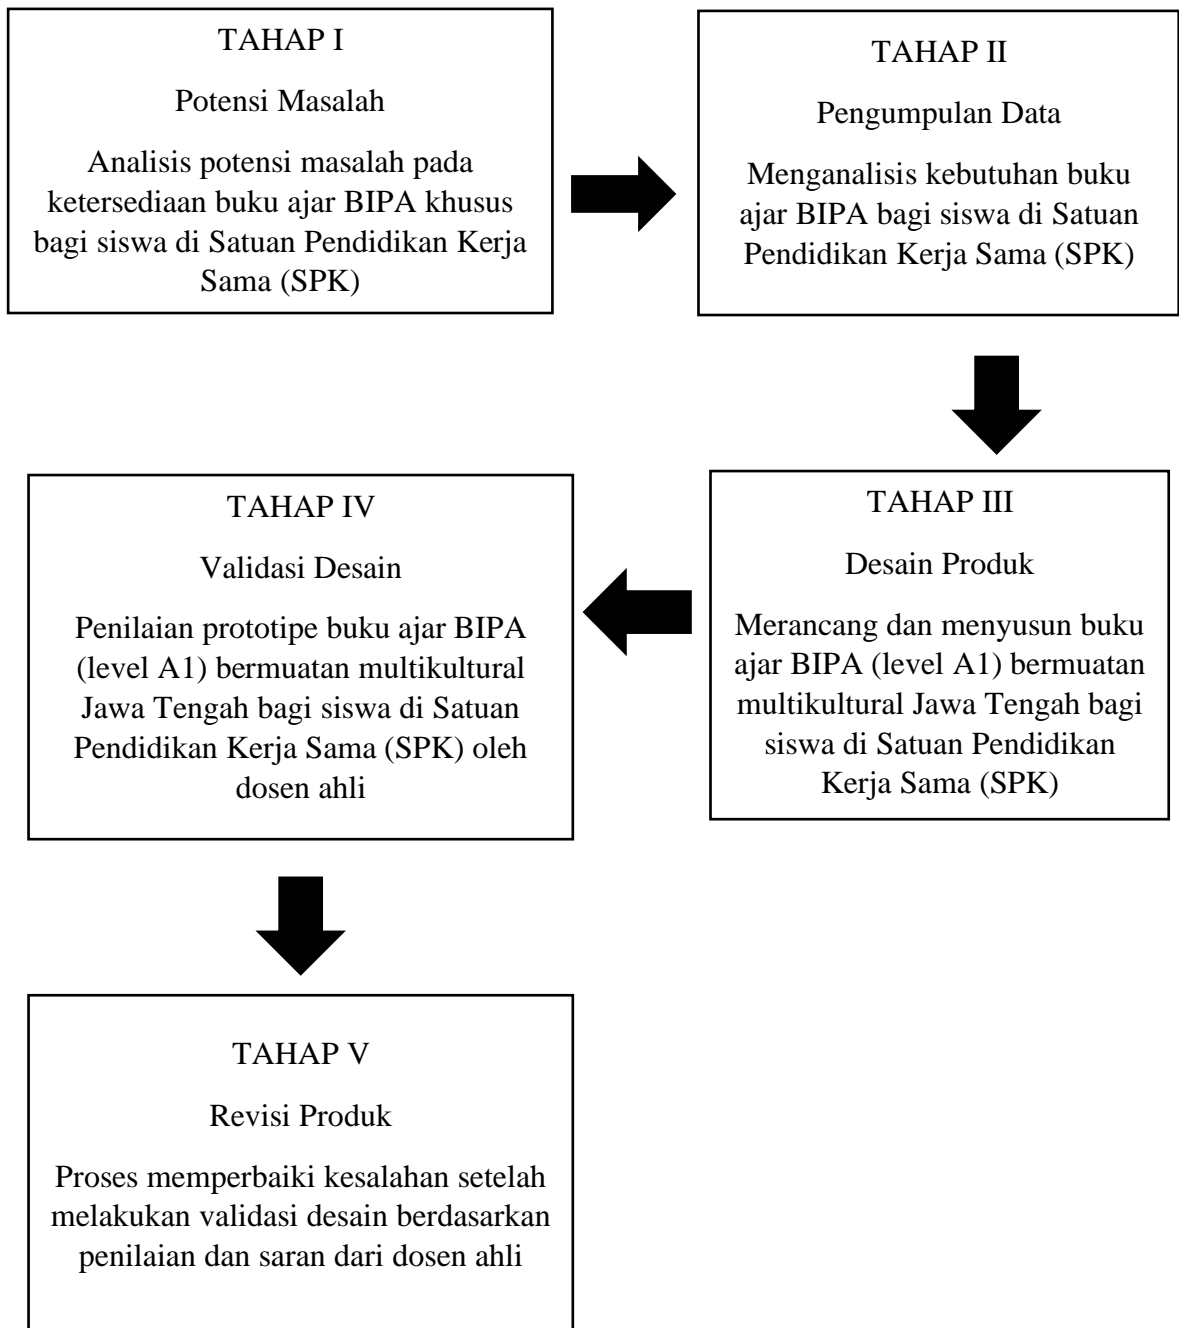 TAHAP I
Potensi Masalah
Analisis potensi masalah pada
ketersediaan buku ajar BIPA khusus
bagi siswa di Satuan Pendidikan Kerja
Sama (SPK)
TAHAP II
Pengumpulan Data
Menganalisis kebutuhan buku
ajar BIPA bagi siswa di Satuan
Pendidikan Kerja Sama (SPK)
TAHAP III
Desain Produk
Merancang dan menyusun buku
ajar BIPA (level A1) bermuatan
multikultural Jawa Tengah bagi
siswa di Satuan Pendidikan
Kerja Sama (SPK)
TAHAP IV
Validasi Desain
Penilaian prototipe buku ajar BIPA
(level A1) bermuatan multikultural
Jawa Tengah bagi siswa di Satuan
Pendidikan Kerja Sama (SPK) oleh
dosen ahli
TAHAP V
Revisi Produk
Proses memperbaiki kesalahan setelah
melakukan validasi desain berdasarkan
penilaian dan saran dari dosen ahli